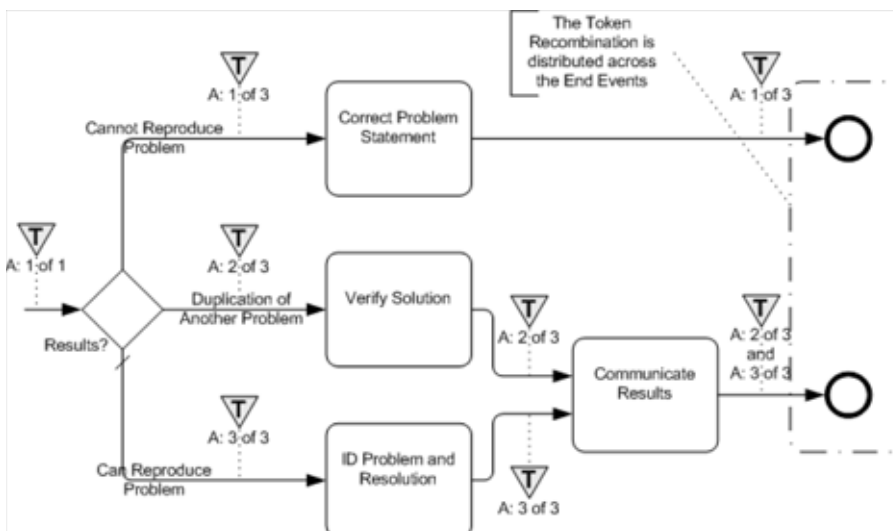 The Token
Recombination is
distributed across
the End Events
T
A: 1 of 3
T
A: 1 of 3
Cannot Reproduce
Problem
Correct Problem
Statement
T
A: 1 of 1
T
A: 2 of 3
Duplication of
Another Problem
Results?
Verify Solution
T
A: 2 of 3
T
A: 2 of 3
and
A: 3 of 3
Communicate
Results
T
A: 3 of 3
Can Reproduce
Problem
ID Problem and
Resolution
T
A: 3 of 3